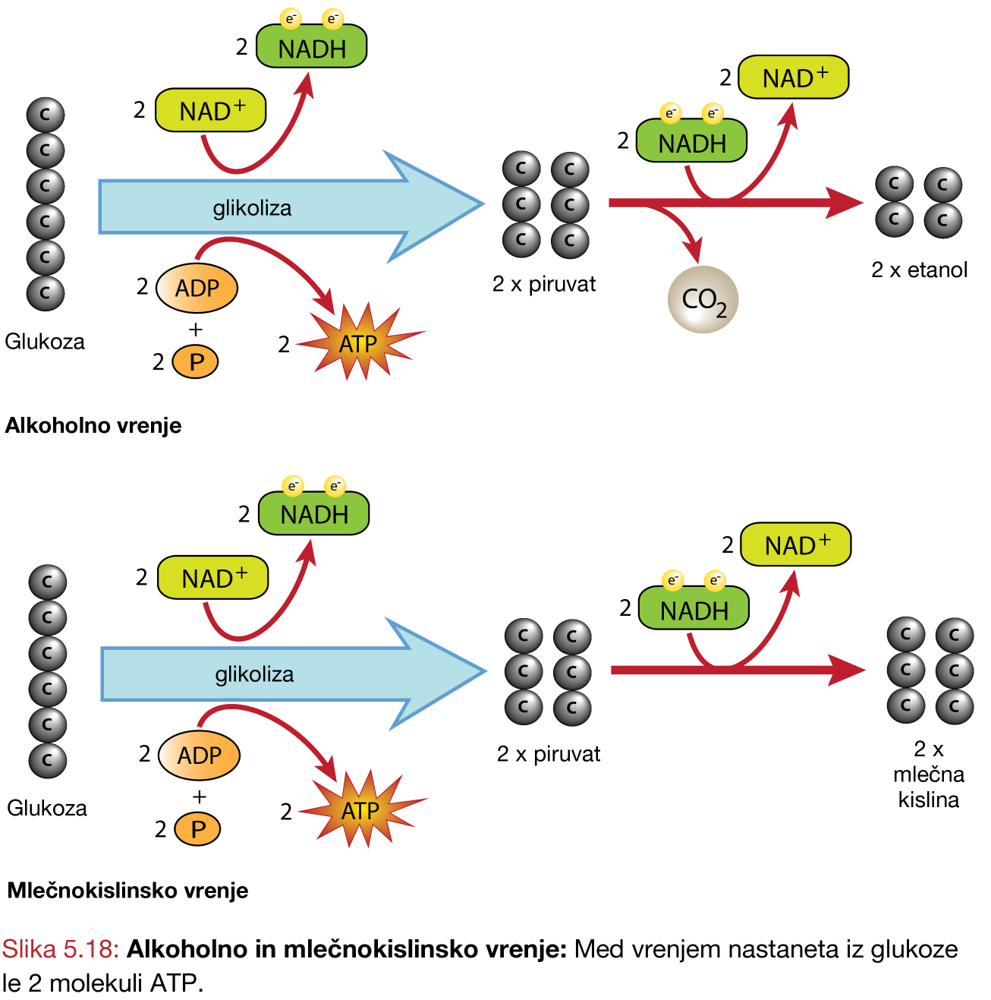 e- e-
2 NADH
2 NAD+
C
C
C
C
C
C
Glukoza
glikoliza
2 ADP
+
2 P
2 ATP
C C
C C
C C
2 x piruvat
e- e-
2 NADH
2 NAD+
CO2
C C
C C
2 x etanol
Alkoholno vrenje
e- e-
2 NADH
2 NAD+
C
C
C
C
C
C
Glukoza
glikoliza
2 ADP
+
2 P
2 ATP
C C
C C
C C
2 x piruvat
e- e-
2 NADH
2 NAD+
C C
C C
C C
2 x
mlečna
kislina
Mlečnokislinsko vrenje
Slika 5.18: Alkoholno in mlečnokislinsko vrenje: Med vrenjem nastaneta iz glukoze
le 2 molekuli ATP.